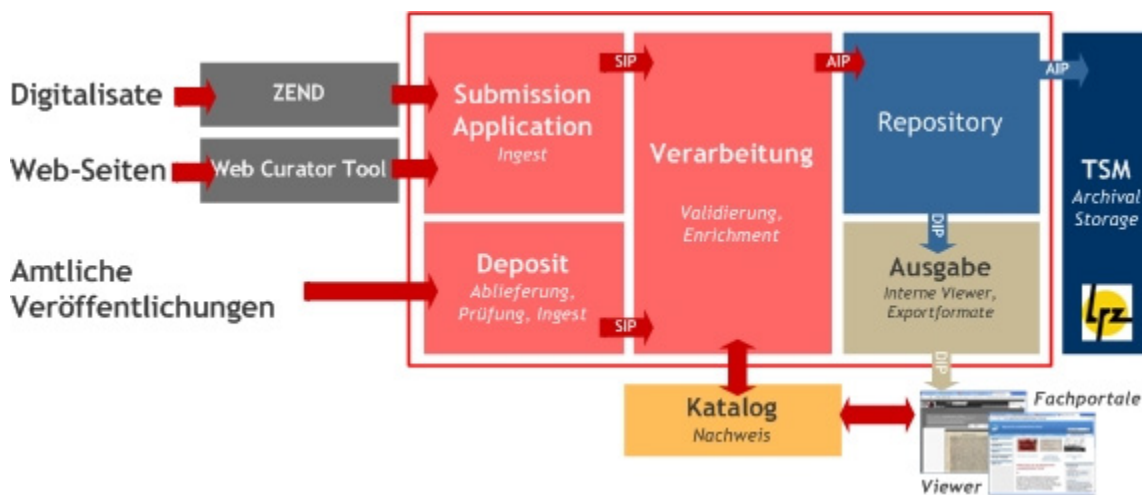 Digitalisate
ZEND
Web-Seiten
Web Curator Tool
Amtliche
Veröffentlichungen
Submission
Application
Ingest
SIP
Deposit
Ablieferung,
Prüfung, Ingest
SIP
Verarbeitung
Validierung,
Enrichment
AIP
Repository
DIP
Ausgabe
Interne Viewer,
Exportformate
DIP
AIP
TSM
Archival
Storage
lrz
Katalog
Nachweis
Fachportale
Viewer